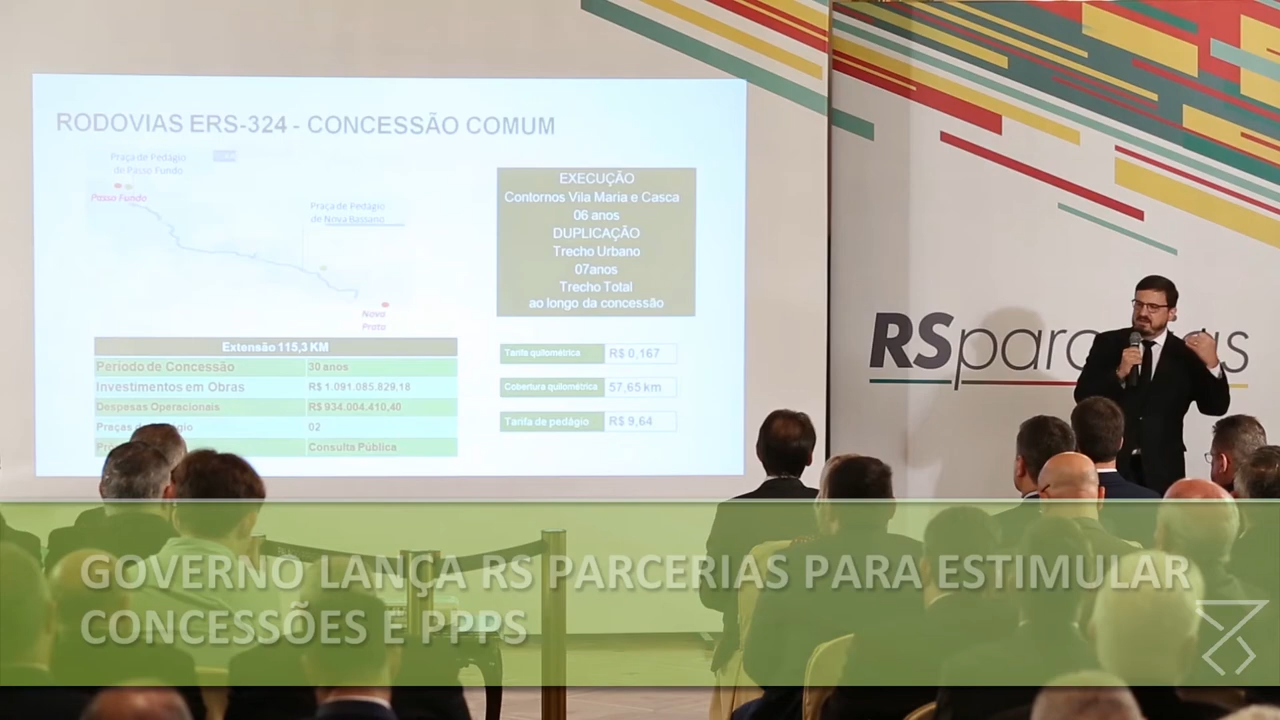 RODOVIAS ERS-324 - CONCESSÃO COMUM
Praça de Pedágio
de Passo Fundo
Passo Fundo
Praça de Pedágio
de Nova Bassano
Nova
Prata
EXECUÇÃO
Contornos Vila Maria e Casca
06 anos
DUPLICAÇÃO
Trecho Urbano
07anos
Trecho Total
ao longo da concessão
Extensão 115,3 KM
Período de Concessão 30 anos
Investimentos em Obras R$ 1.091.085.829,18
Despesas Operacionais R$ 934.004.410,40
Praças 02
Consulta Pública
Tarifa quilométrica R$ 0,167
Cobertura quilométrica 57,65 km
Tarifa de pedágio R$ 9,64
RSparc as
GOVERNO LANÇA RS PARCERIAS PARA ESTIMULAR
CONCESSÕES E PPPS